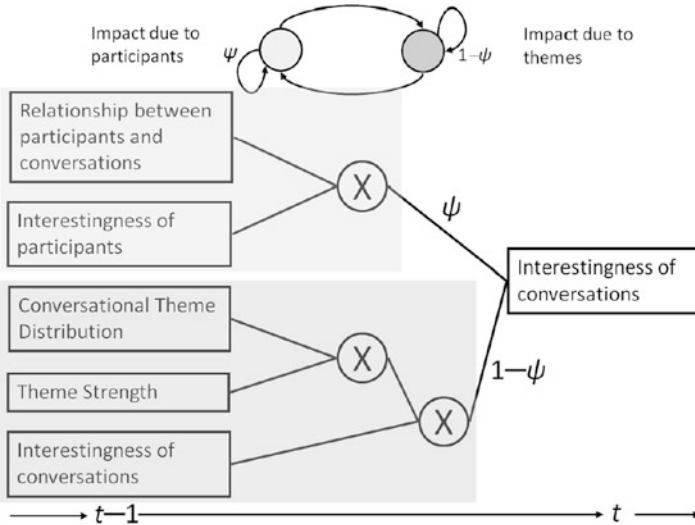 Impact due to
participants
ψ
1-ψ
Impact due to
themes
Relationship between
participants and
conversations
X
Interestingness of
participants
ψ
Interestingness of
conversations
Conversational Theme
Distribution
X
Theme Strength
1—ψ
X
Interestingness of
conversations
t—1
t